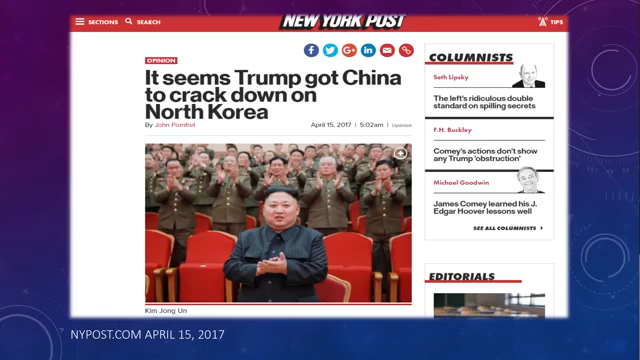 SECTIONS
SEARCH
NEW YORK POST
TIPS
OPINION
It seems Trump got China
to crack down on
North Korea
By John Pomfret
April 15, 2017 | 5:02am | Updated
Kim Jong Un
COLUMNISTS
Seth Lipsky
The left's ridiculous double
standard on spilling secrets
F.H. Buckley
Comey's actions don't show
any Trump 'obstruction'
Michael Goodwin
James Comey learned his J.
Edgar Hoover lessons well
SEE ALL COLUMNISTS
EDITORIALS
NYPOST.COM APRIL 15, 2017